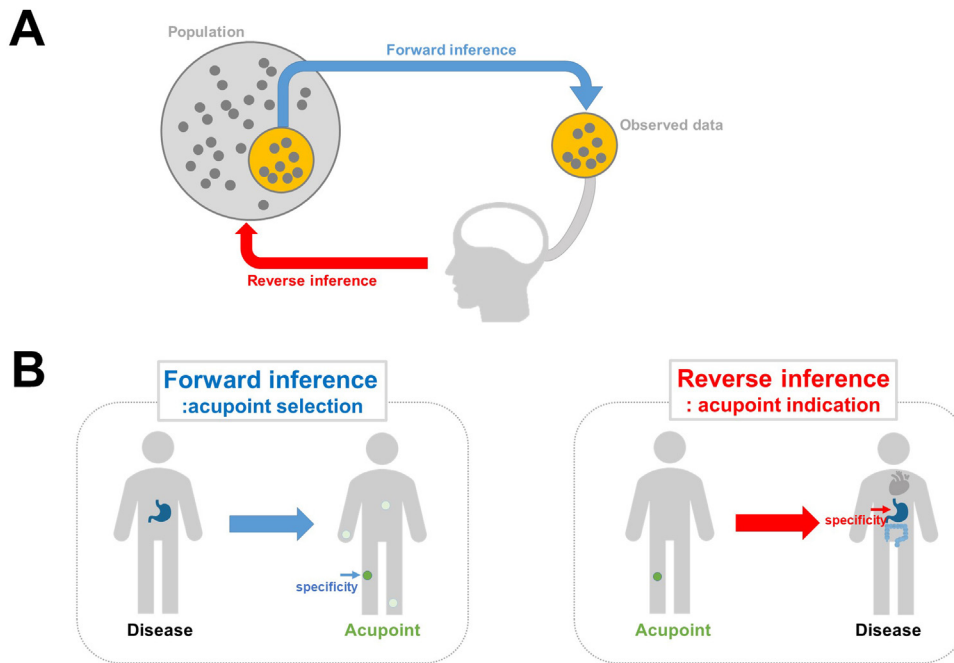 A
Population
Forward inference
Observed data
Reverse inference
B
Forward inference
:acupoint selection
specificity
Disease
Acupoint
Reverse inference
: acupoint indication
specificity
Acupoint
Disease